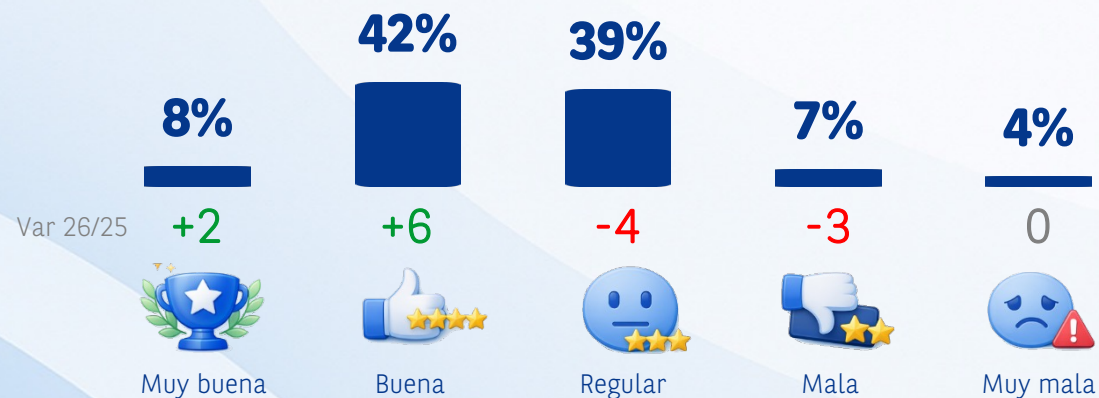 42% 39%
8% 7% 4%
Var 26/25 +2 +6 -4 -3 0
Muy buena Buena Regular Mala Muy mala